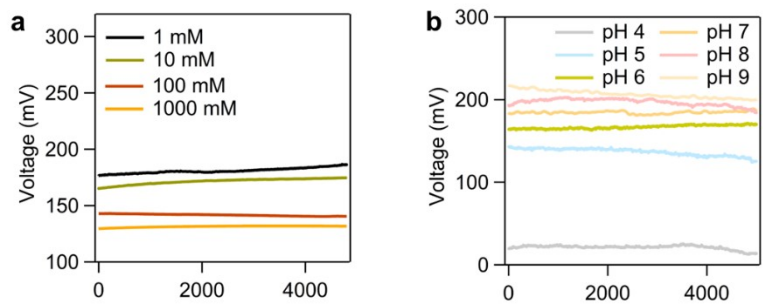 a
300
250
200
150
100
Voltage (mV)
1 mM
10 mM
100 mM
1000 mM
0 2000 4000
b
300
200
100
0
Voltage (mV)
pH 4 pH 7
pH 5 pH 8
pH 6 pH 9
0 2000 4000